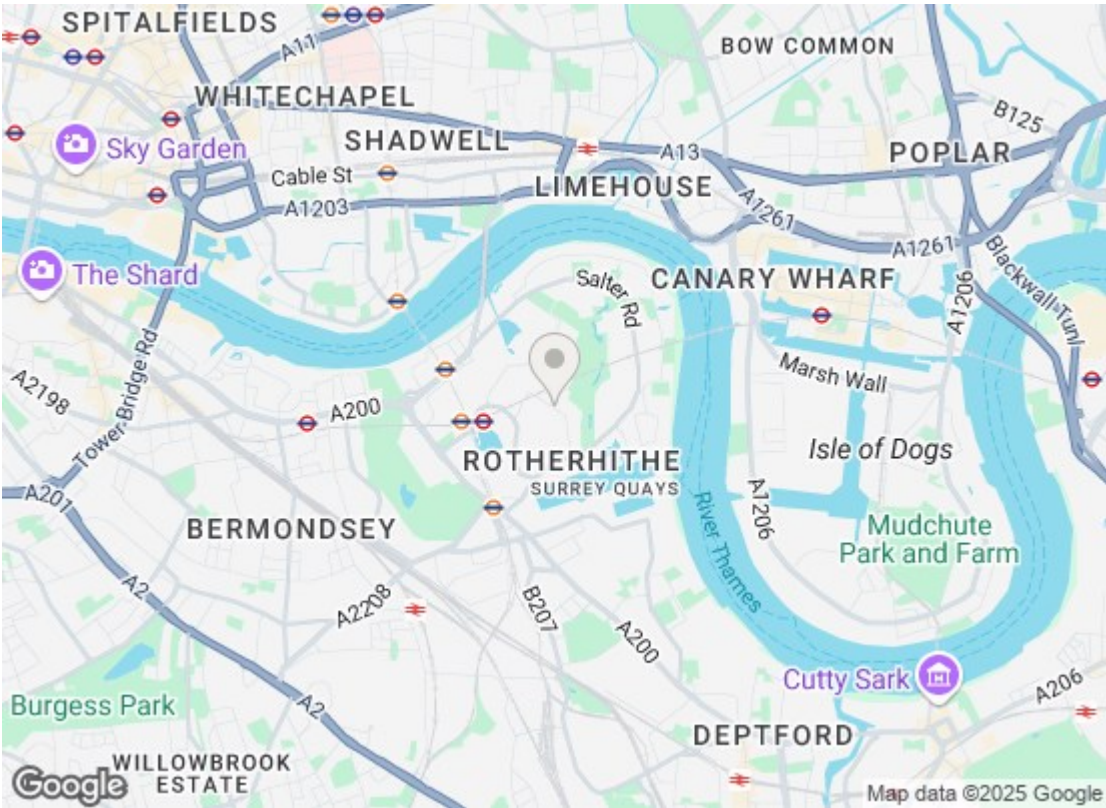 SPITALFIELDS
A11
BOW COMMON
WHITECHAPEL
B125
Sky Garden
SHADWELL
A13
POPLAR
Cable St
LIMEHOUSE
A1203
A1261
A1261
The Shard
CANARY WHARF
Blackwall Tunl
Salter Rd
A1206
Tower Bridge Rd
Marsh Wall
A2198
A200
ROTHERHITHE
SURREY QUAYS
Isle of Dogs
A201
BERMONDSEY
River Thames
A1206
Mudchute
Park and Farm
A2
A2208
B207
A200
Cutty Sark
A206
Burgess Park
A2
DEPTFORD
WILLOWBROOK
ESTATE
Google
Map data ©2025 Google